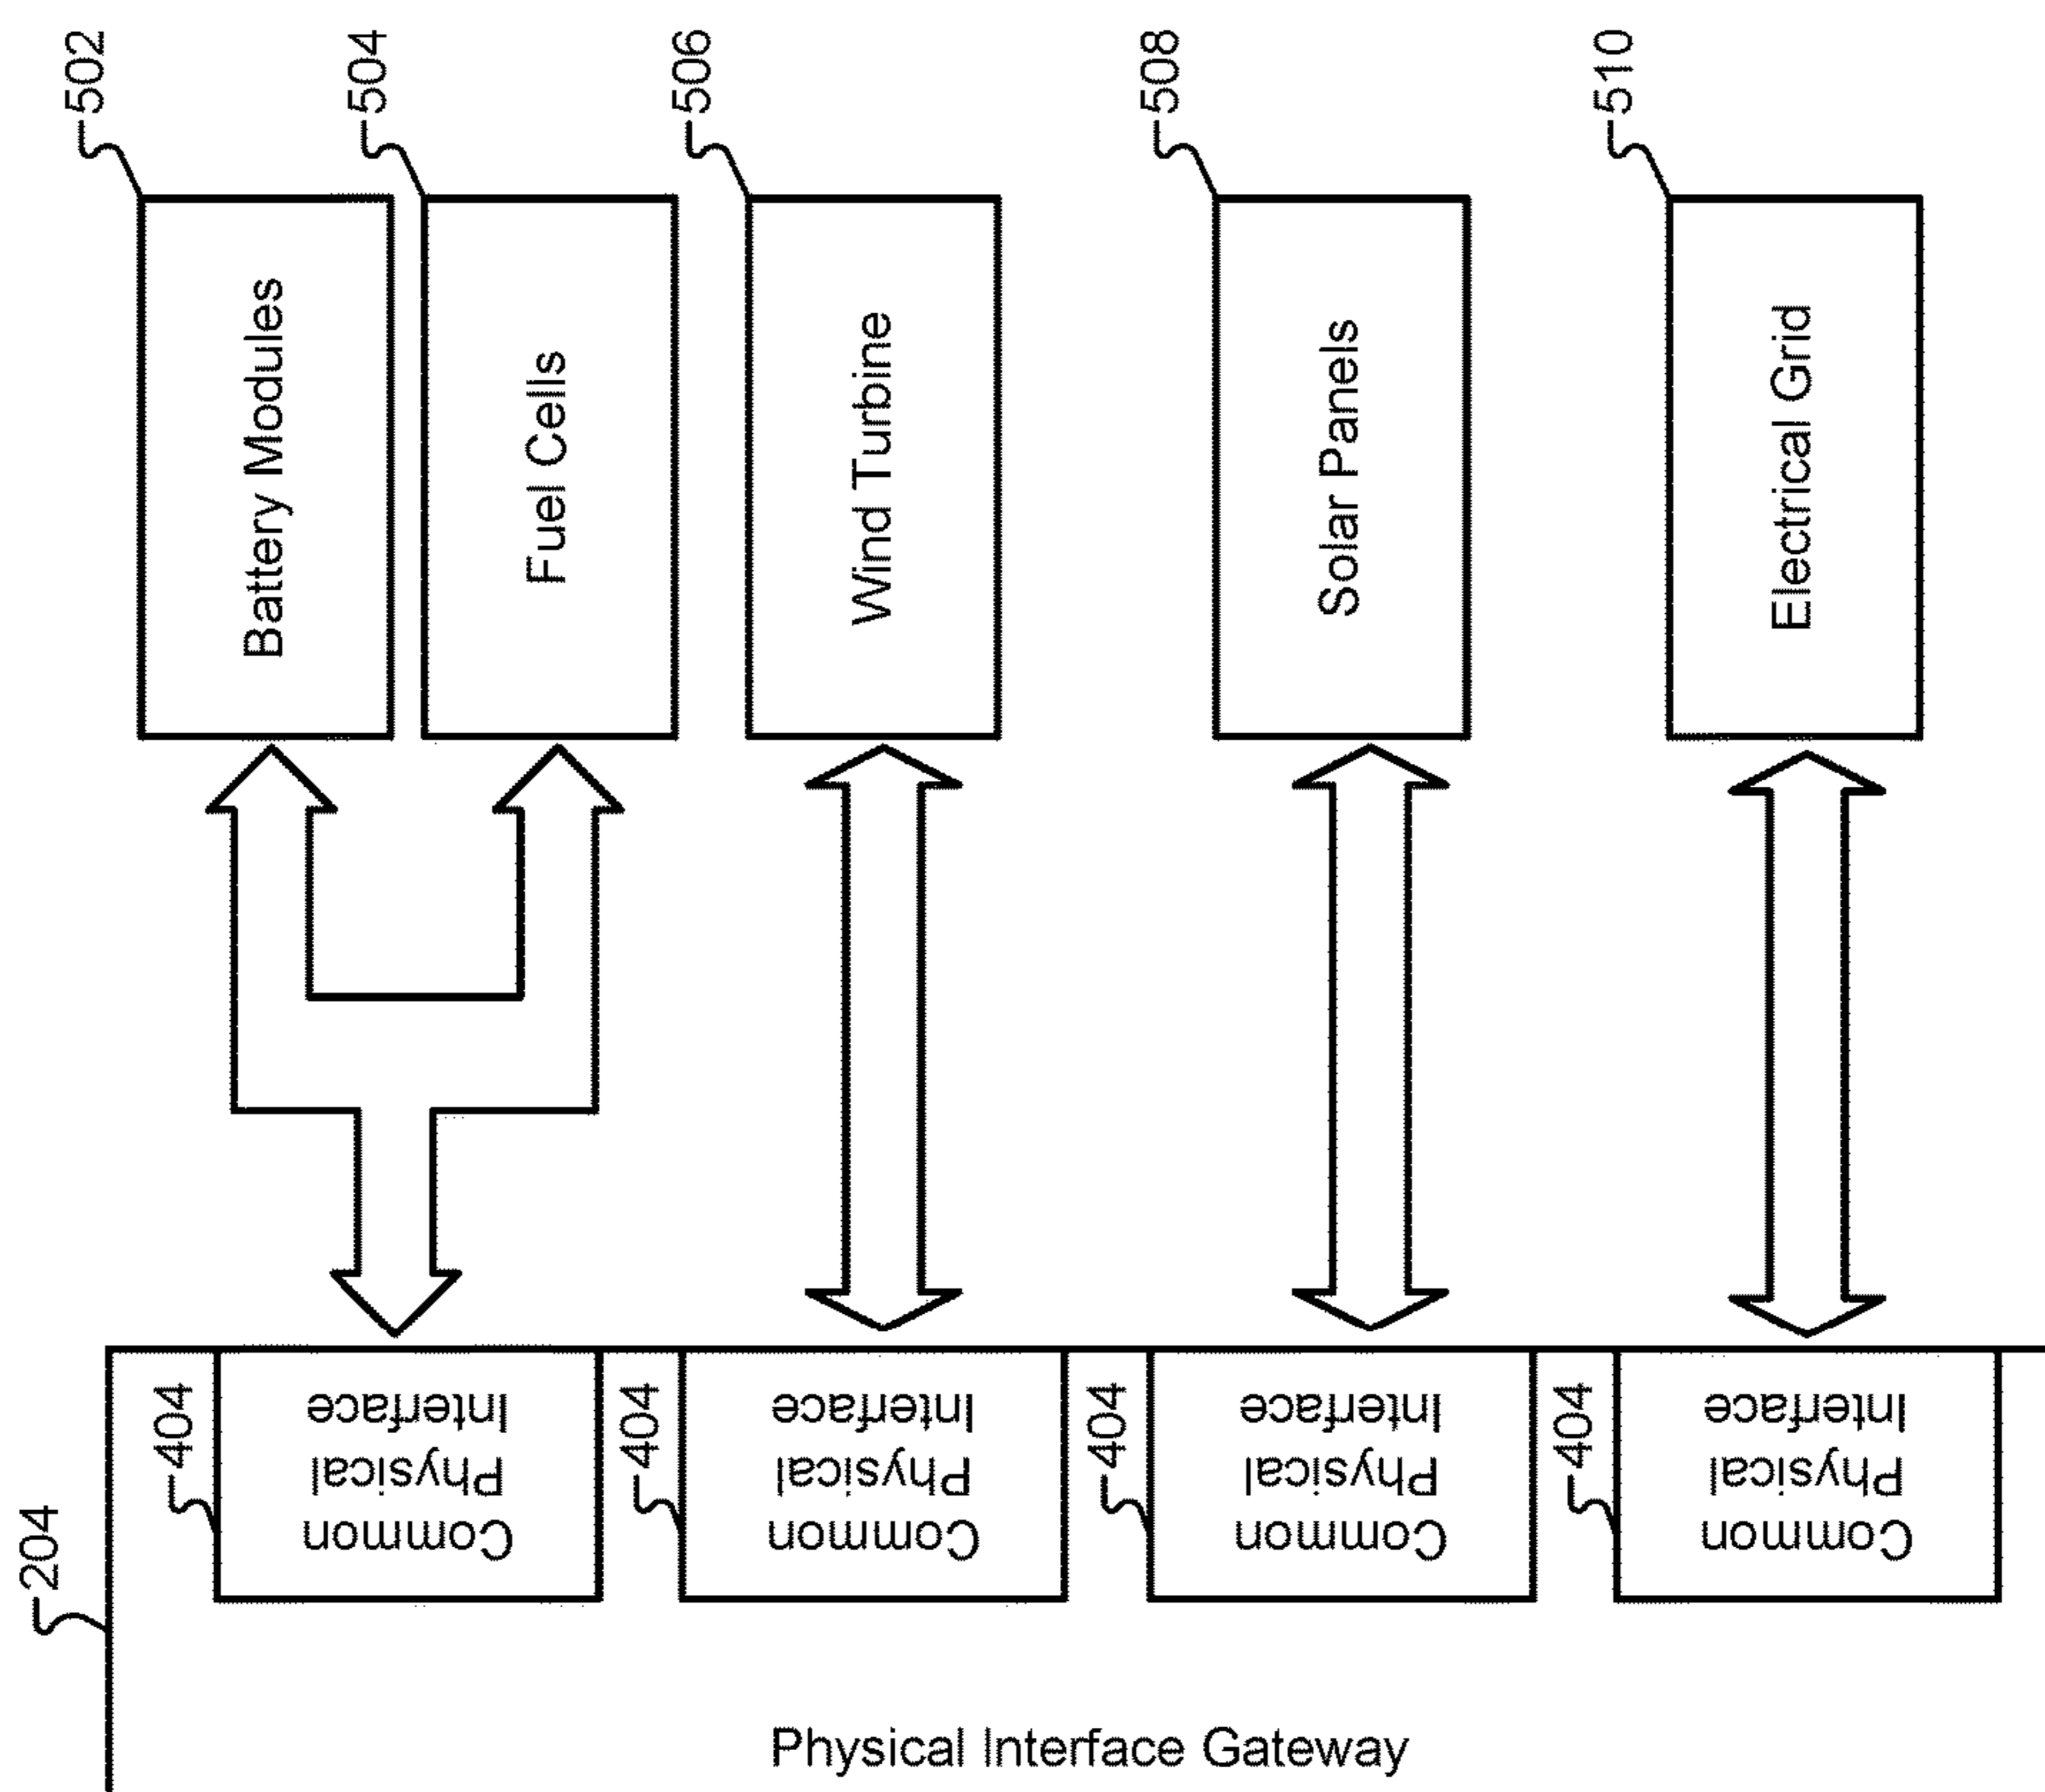 502
504
506
508
510
Battery Modules
Fuel Cells
Wind Turbine
Solar Panels
Electrical Grid
204
404
Common
Physical
Interface
404
Common
Physical
Interface
404
Common
Physical
Interface
404
Common
Physical
Interface
Physical Interface Gateway